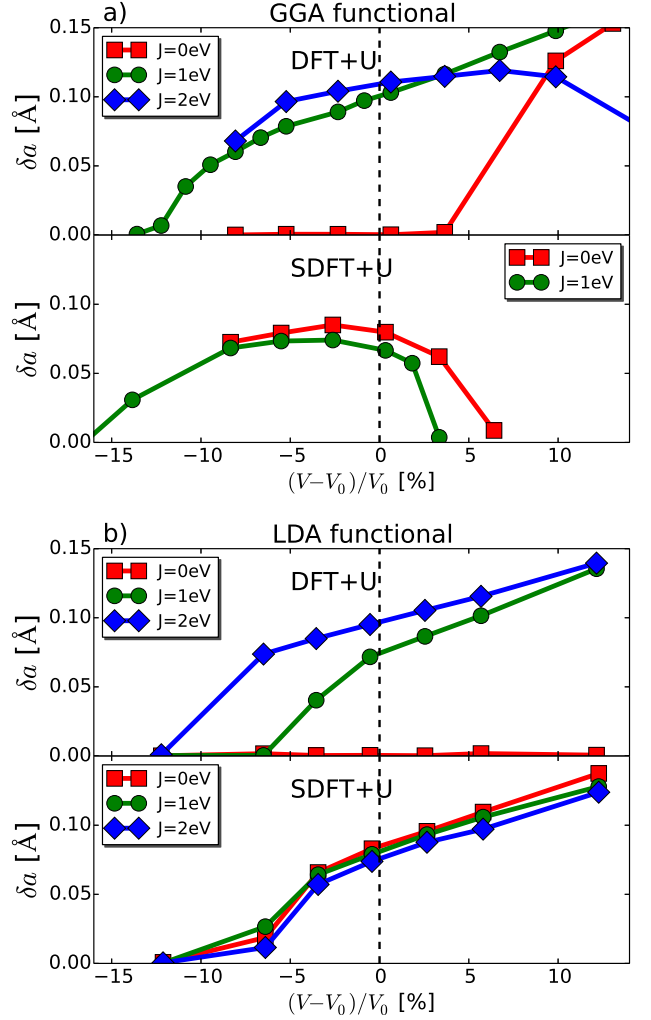 a) GGA functional
0.15
J=0eV
J=1eV
J=2eV
DFT+U
0.10
0.05
0.00
δa [Å]
SDFT+U
J=0eV
J=1eV
0.10
0.05
0.00
δa [Å]
−15 −10 −5 0 5 10
(V−V₀)/V₀ [%]
b) LDA functional
0.15
J=0eV
J=1eV
J=2eV
DFT+U
0.10
0.05
0.00
δa [Å]
J=0eV
J=1eV
J=2eV
SDFT+U
0.10
0.05
0.00
δa [Å]
−15 −10 −5 0 5 10
(V−V₀)/V₀ [%]